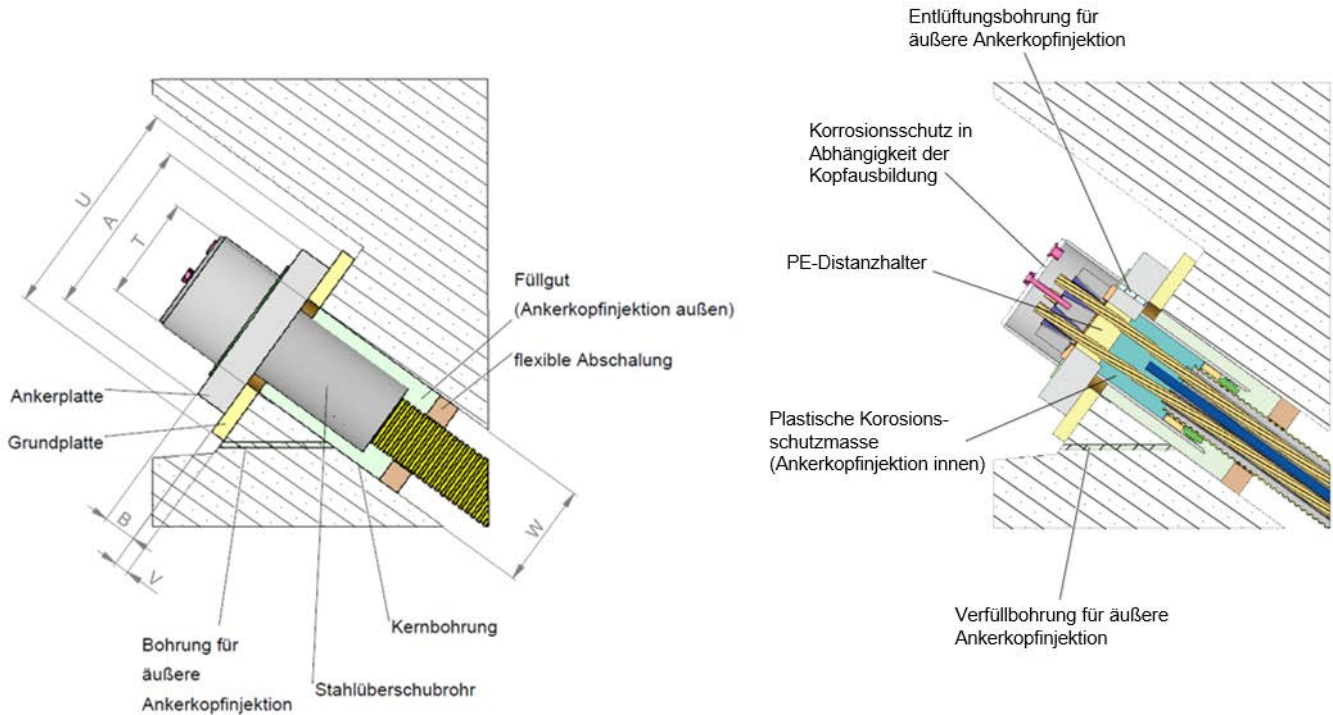 U
A
T
Füllgut
(Ankerkopfinjektion außen)
flexible Abschalung
Ankerplatte
Grundplatte
B
V
W
Kernbohrung
Bohrung für
äußere
Ankerkopfinjektion
Stahlüberschubrohr
Entlüftungsbohrung für
äußere Ankerkopfinjektion
Korrosionsschutz in
Abhängigkeit der
Kopfausbildung
PE-Distanzhalter
Plastische Korosions-
schutzmasse
(Ankerkopfinjektion innen)
Verfüllbohrung für äußere
Ankerkopfinjektion